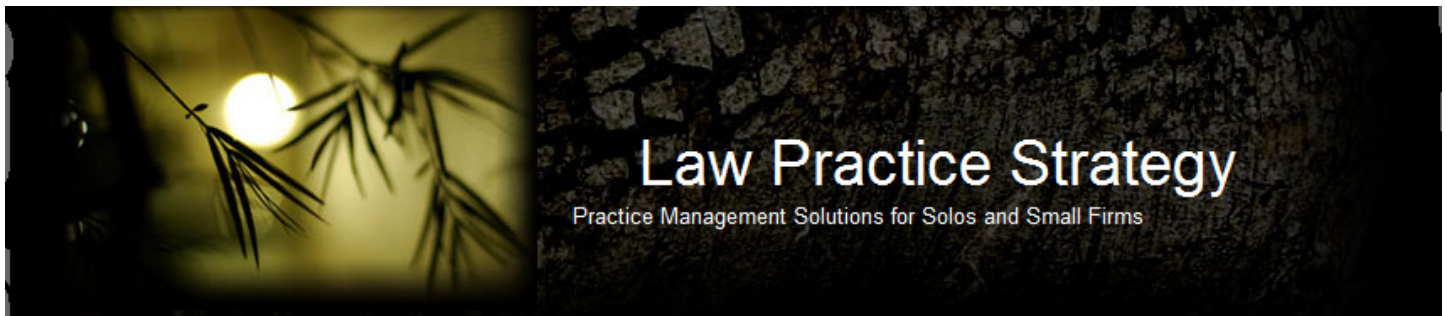 Law Practice Strategy
Practice Management Solutions for Solos and Small Firms